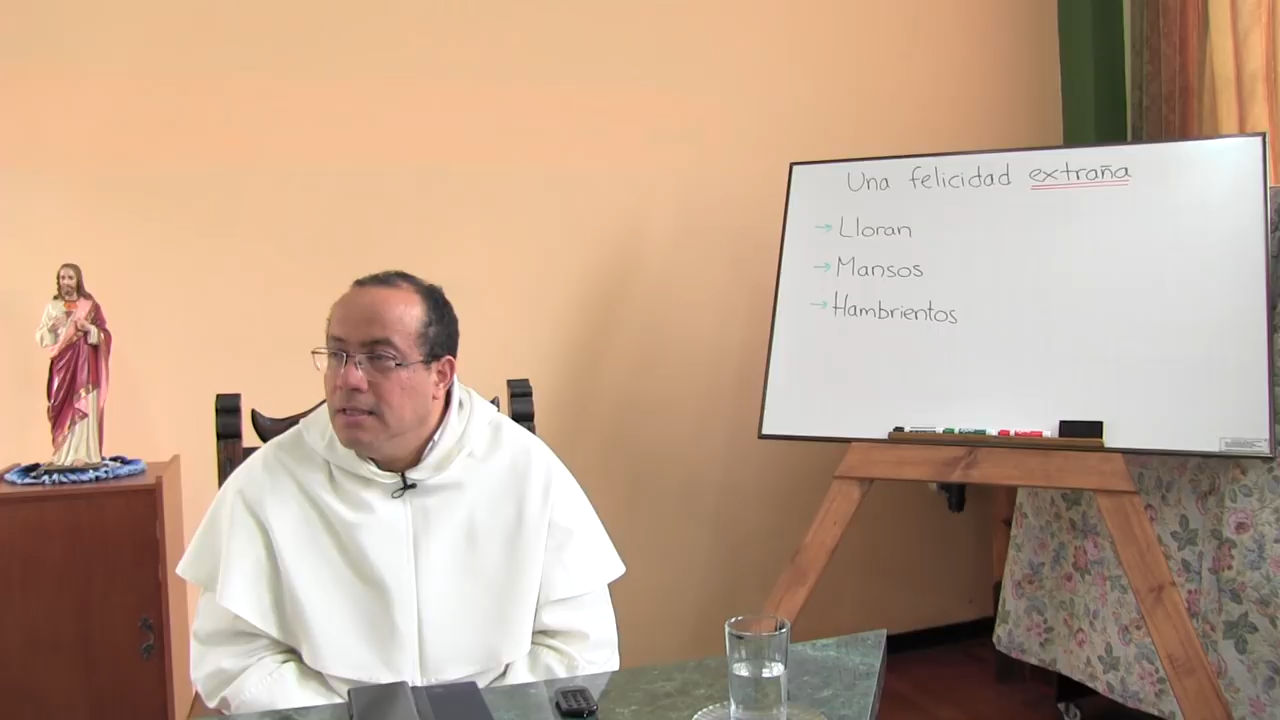 Una felicidad extraña
→ Lloran
→ Mansos
→ Hambrientos